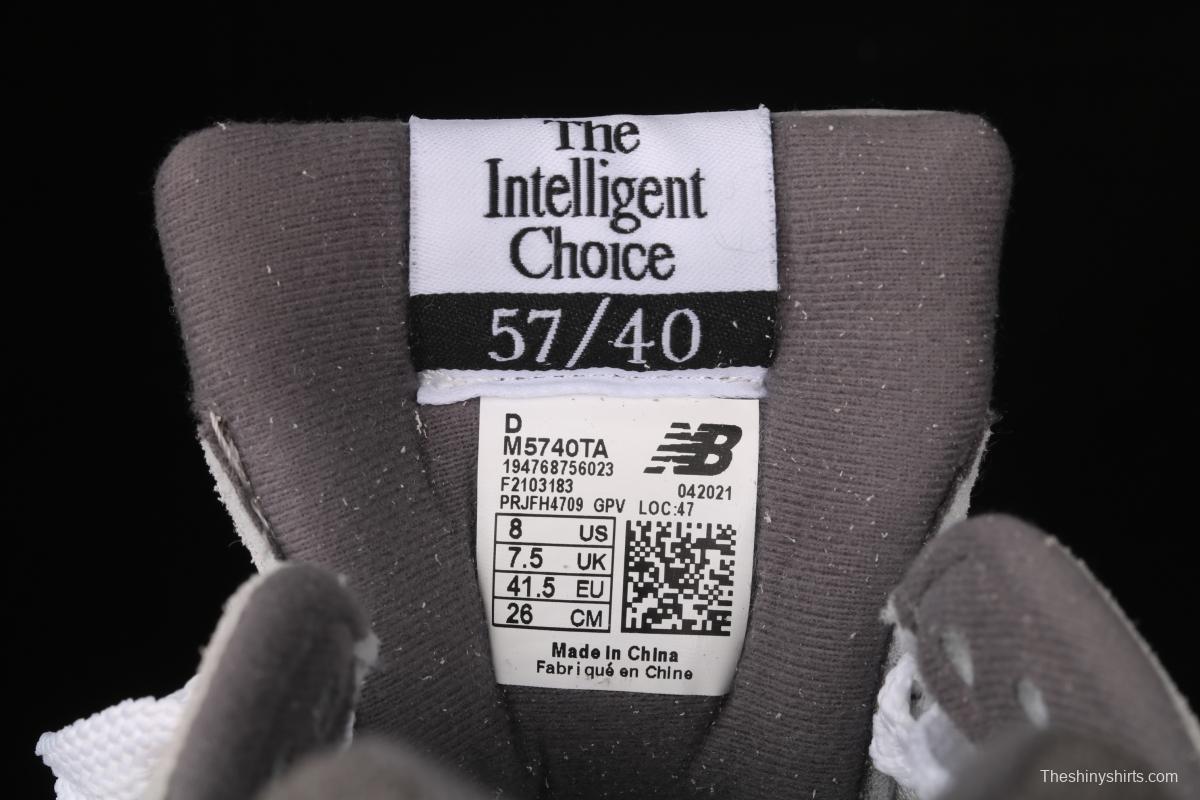 The
Intelligent
Choice
57/40
D
M5740TA
NB
194768756023
F2103183
042021
PRJFH4709 GPV LOC:47
8 US
7.5 UK
41.5 EU
26 CM
Made In China
Fabriqué en Chine
Theshinyshirts.com